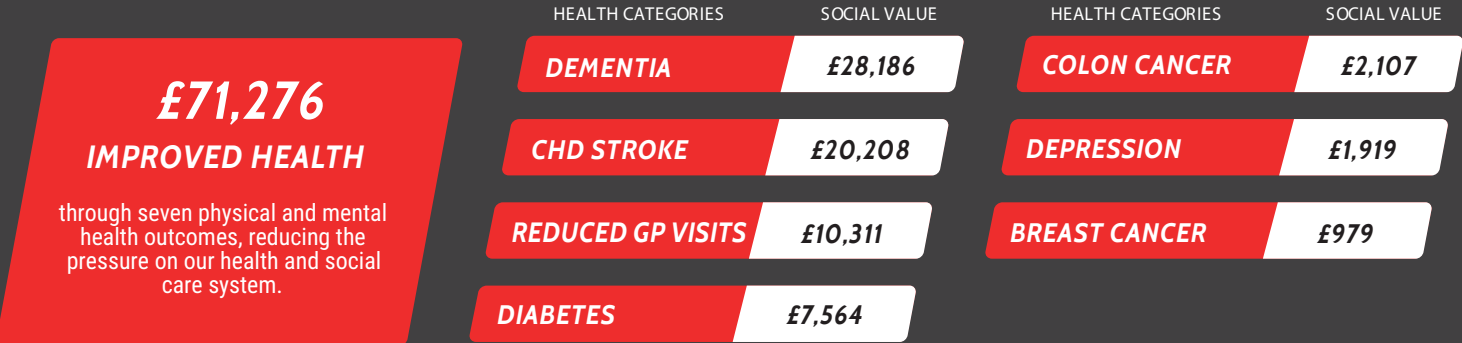 £71,276
IMPROVED HEALTH
through seven physical and mental
health outcomes, reducing the
pressure on our health and social
care system.
HEALTH CATEGORIES SOCIAL VALUE
DEMENTIA £28,186
CHD STROKE £20,208
REDUCED GP VISITS £10,311
DIABETES £7,564
HEALTH CATEGORIES SOCIAL VALUE
COLON CANCER £2,107
DEPRESSION £1,919
BREAST CANCER £979